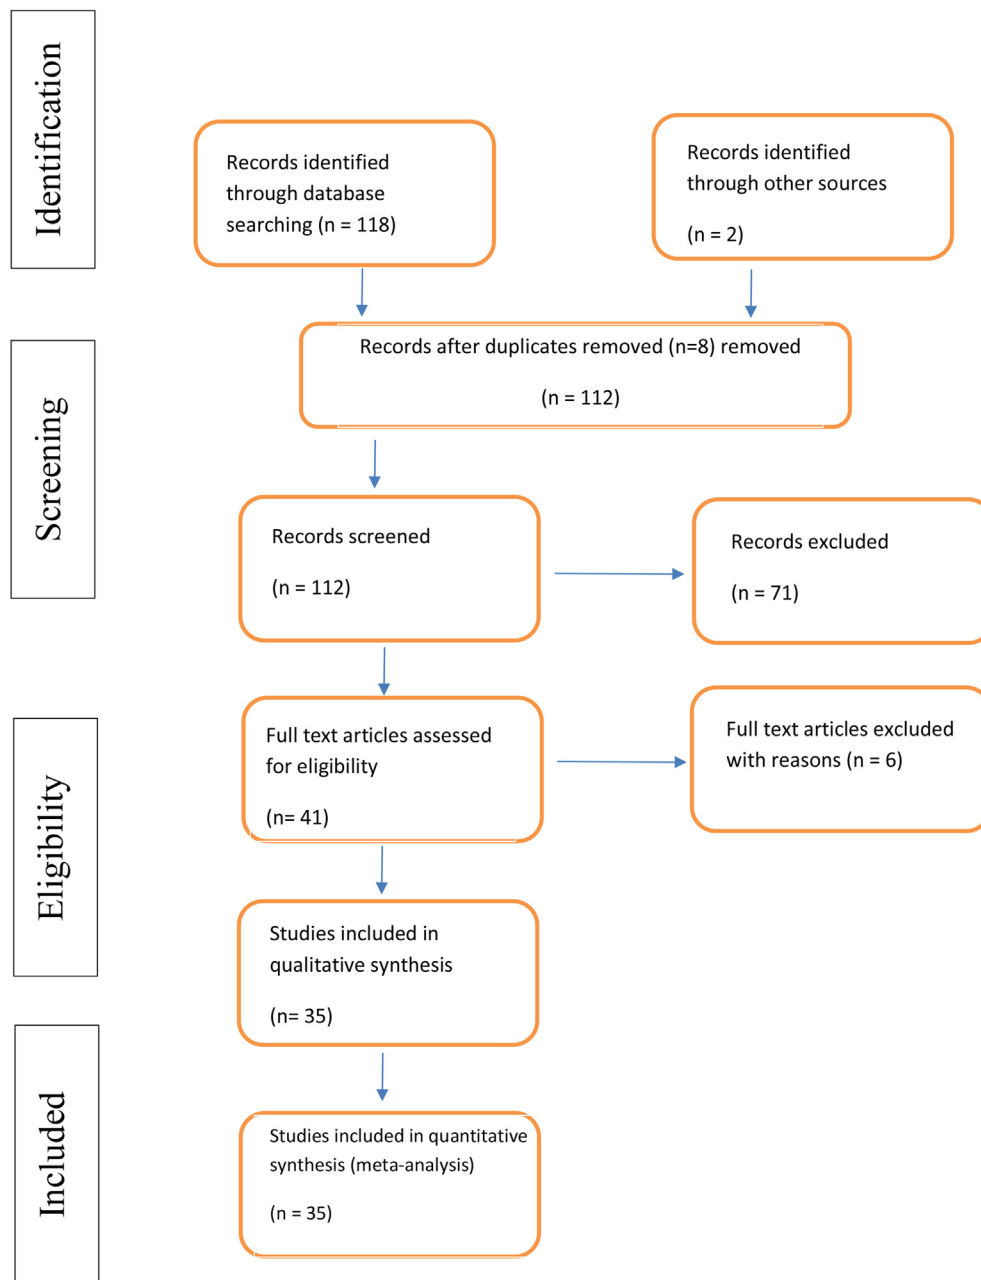 Identification
Records identified
through database
searching (n = 118)
Records identified
through other sources
(n = 2)
Records after duplicates removed (n=8) removed
(n = 112)
Screening
Records screened
(n = 112)
Records excluded
(n = 71)
Eligibility
Full text articles assessed
for eligibility
(n= 41)
Full text articles excluded
with reasons (n = 6)
Studies included in
qualitative synthesis
(n= 35)
Included
Studies included in quantitative
synthesis (meta-analysis)
(n = 35)